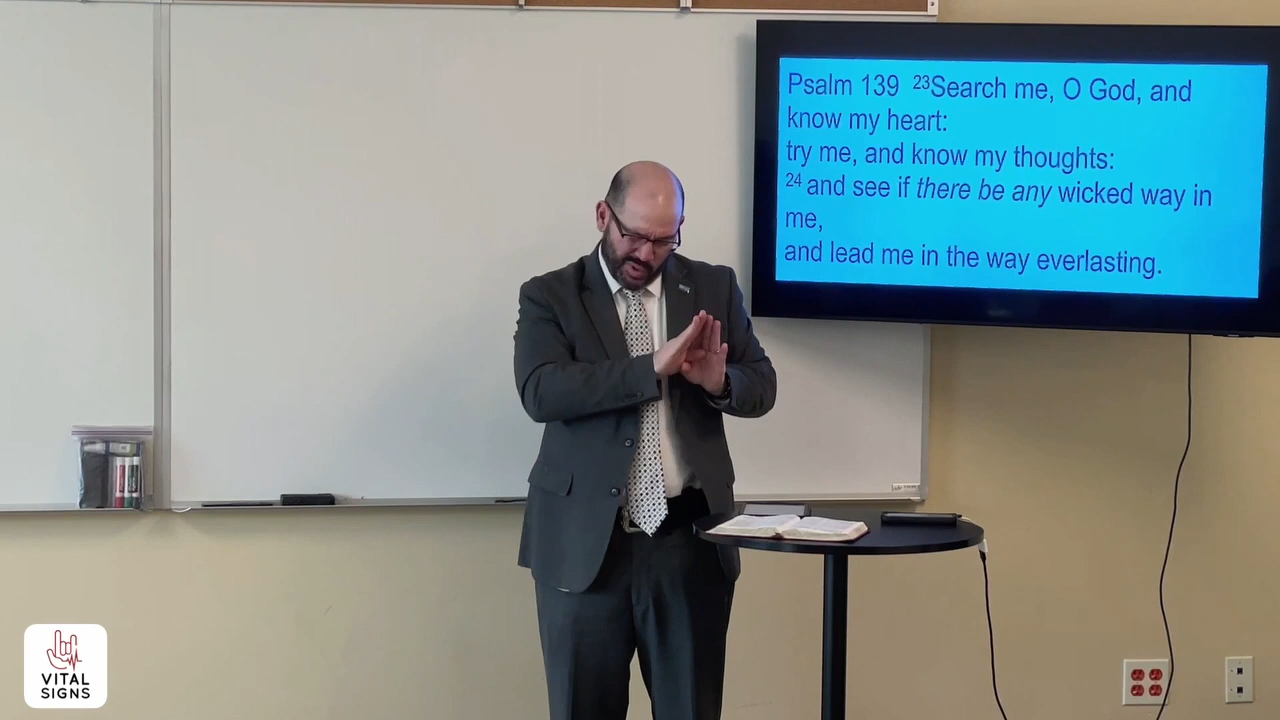 Psalm 139 ²³Search me, O God, and
know my heart:
try me, and know my thoughts:
²⁴ and see if there be any wicked way in
me,
and lead me in the way everlasting.
VITAL
SIGNS